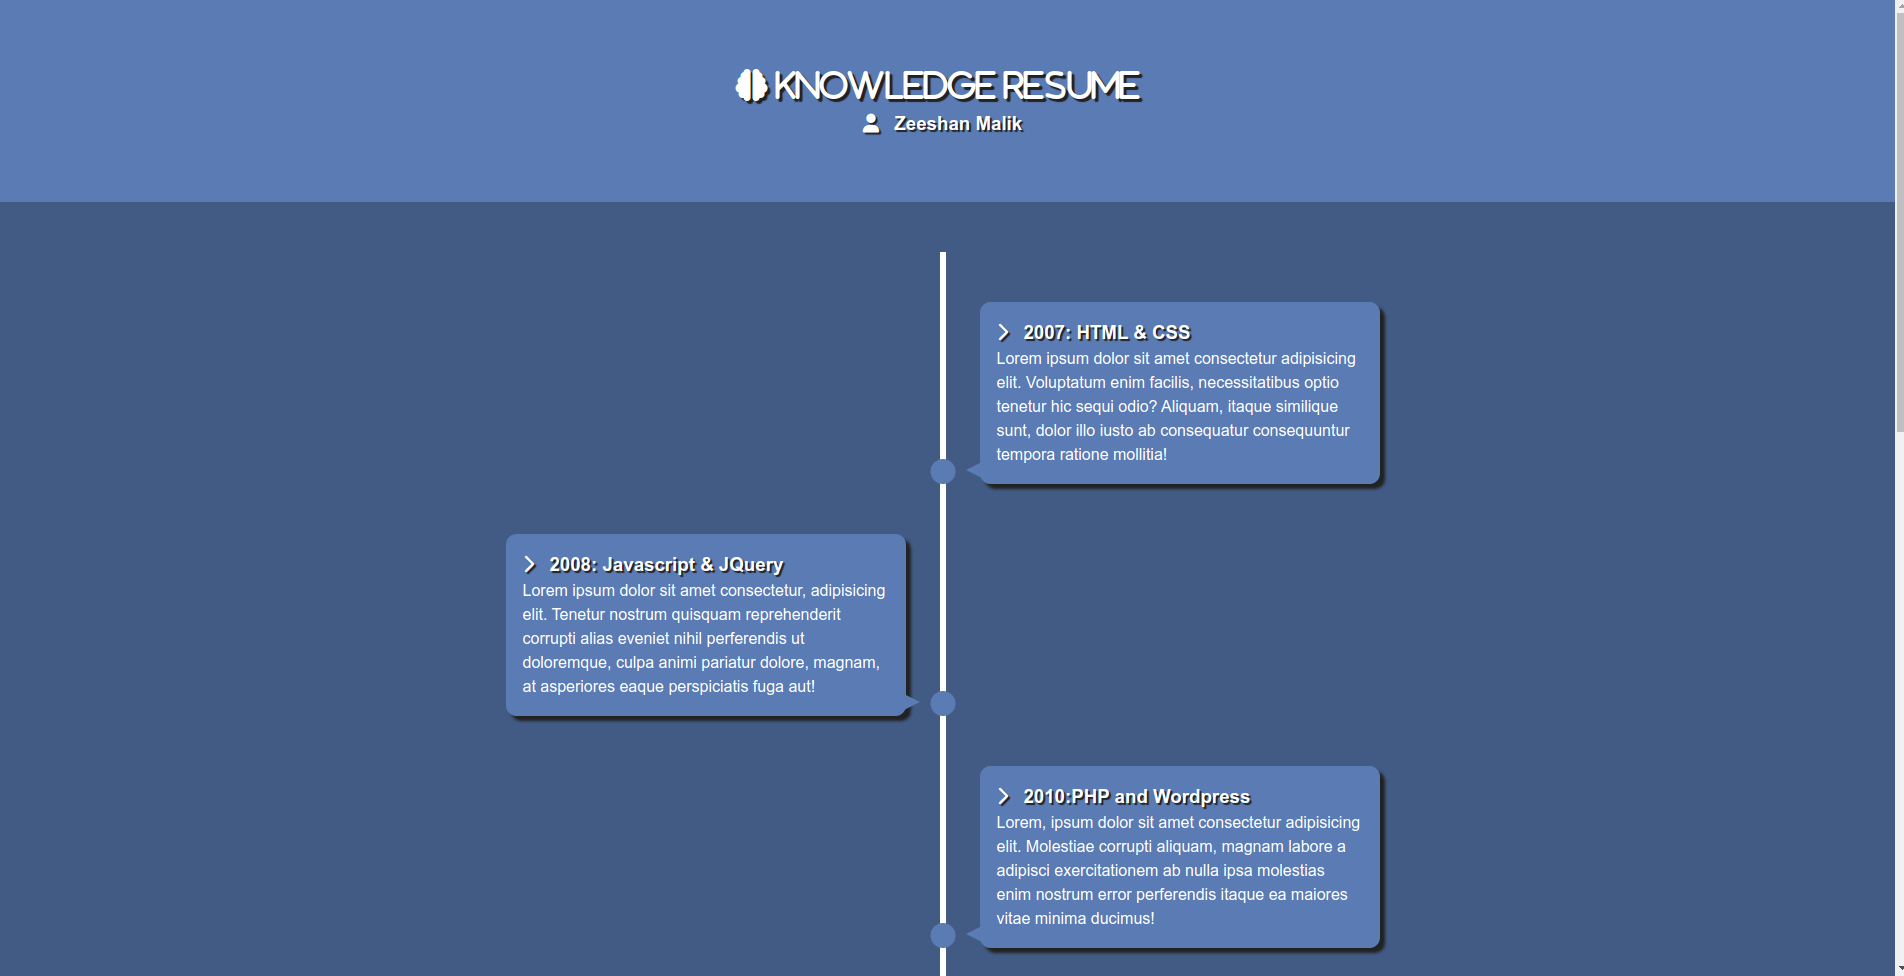 KNOWLEDGE RESUME
Zeeshan Malik
2007: HTML & CSS
Lorem ipsum dolor sit amet consectetur adipisicing
elit. Voluptatum enim facilis, necessitatibus optio
tenetur hic sequi odio? Aliquam, itaque similique
sunt, dolor illo iusto ab consequatur consequuntur
tempora ratione mollitia!
2008: Javascript & JQuery
Lorem ipsum dolor sit amet consectetur, adipisicing
elit. Tenetur nostrum quisquam reprehenderit
corrupti alias eveniet nihil perferendis ut
doloremque, culpa animi pariatur dolore, magnam,
at asperiores eaque perspiciatis fuga aut!
2010:PHP and Wordpress
Lorem, ipsum dolor sit amet consectetur adipisicing
elit. Molestiae corrupti aliquam, magnam labore a
adipisci exercitationem ab nulla ipsa molestias
enim nostrum error perferendis itaque ea maiores
vitae minima ducimus!